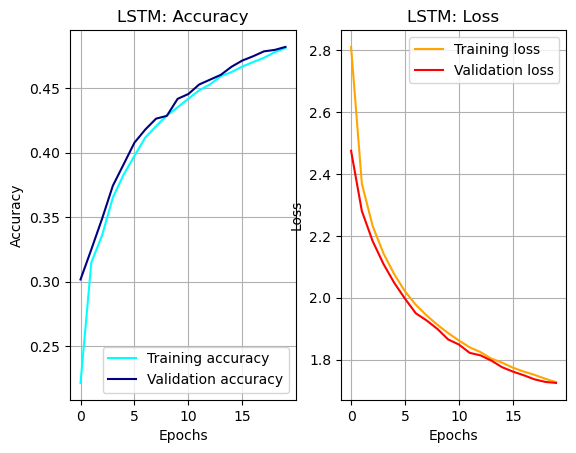 LSTM: Accuracy
0.45
0.40
0.35
0.30
0.25
Accuracy
Training accuracy
Validation accuracy
0
5
10
15
Epochs
LSTM: Loss
2.8
2.6
2.4
2.2
2.0
1.8
Loss
Training loss
Validation loss
0
5
10
15
Epochs